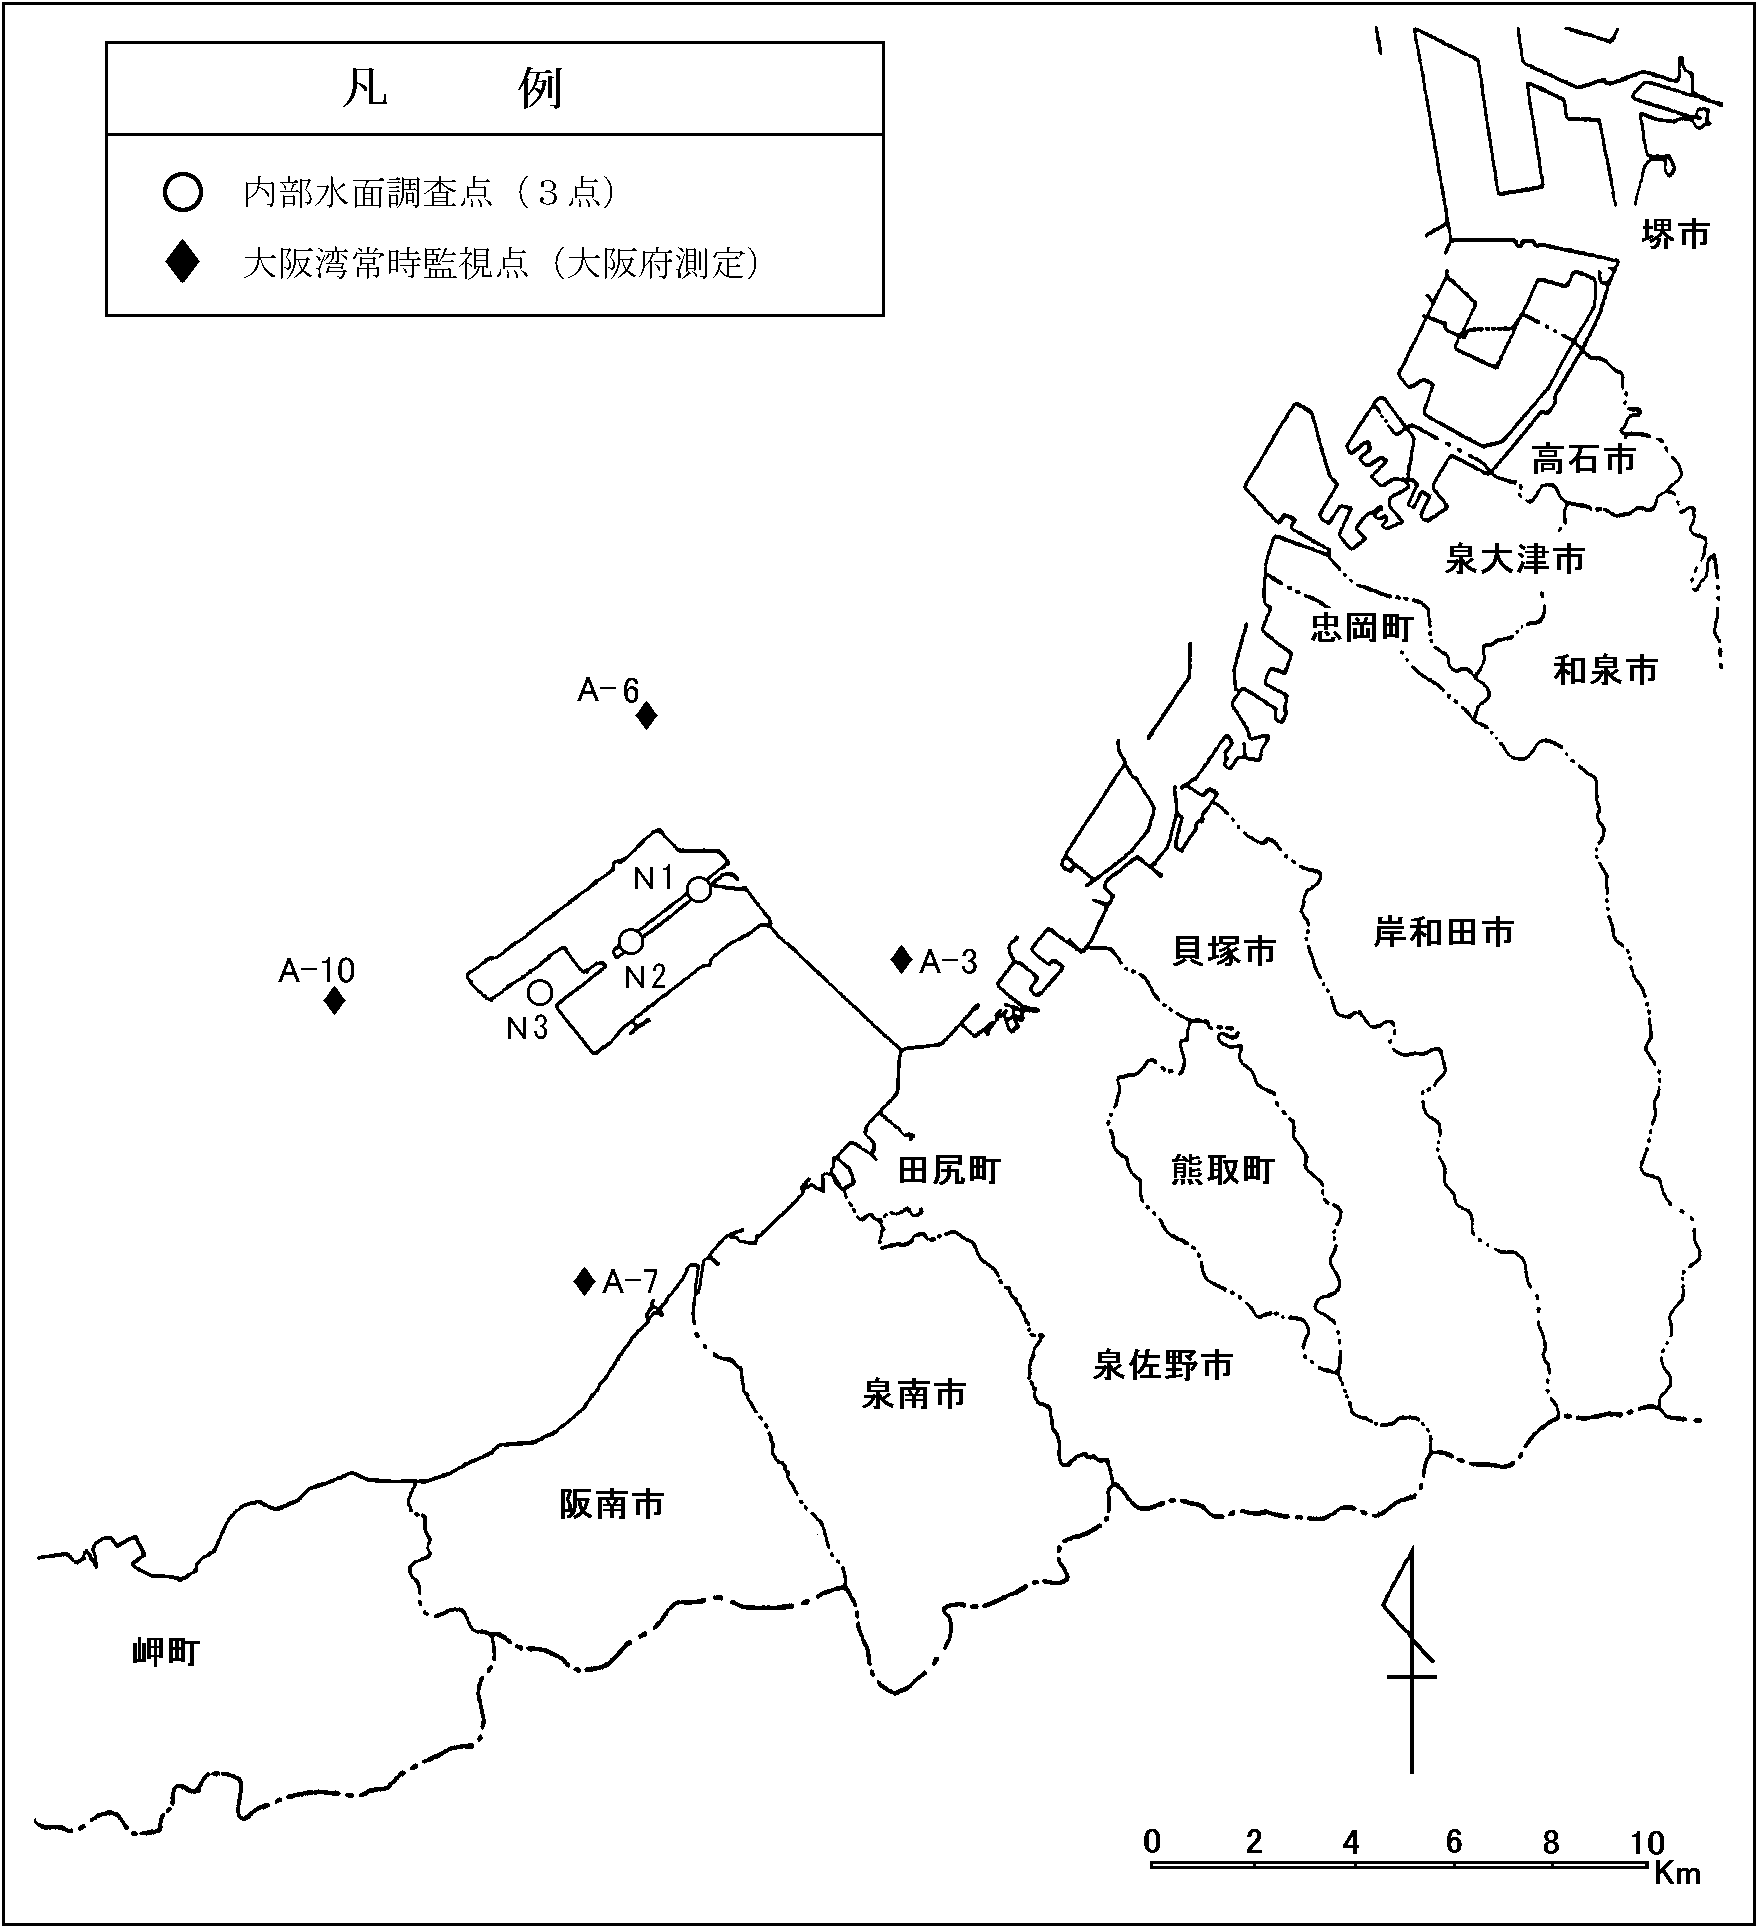 凡 例
内部水面調査点（３点）
大阪湾常時監視点（大阪府測定）
堺市
高石市
泉大津市
忠岡町
和泉市
A-6
N1
岸和田市
貝塚市
A-3
A-10
N2
N3
田尻町
熊取町
A-7
泉佐野市
泉南市
阪南市
岬町
0 2 4 6 8 10
Km